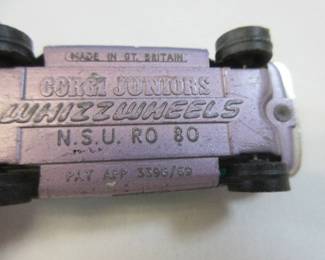 MADE IN GT. BRITAIN
CORGI JUNIORS
WHIZZWHEELS
N.S.U. RO 80
PAT APP 3396/69